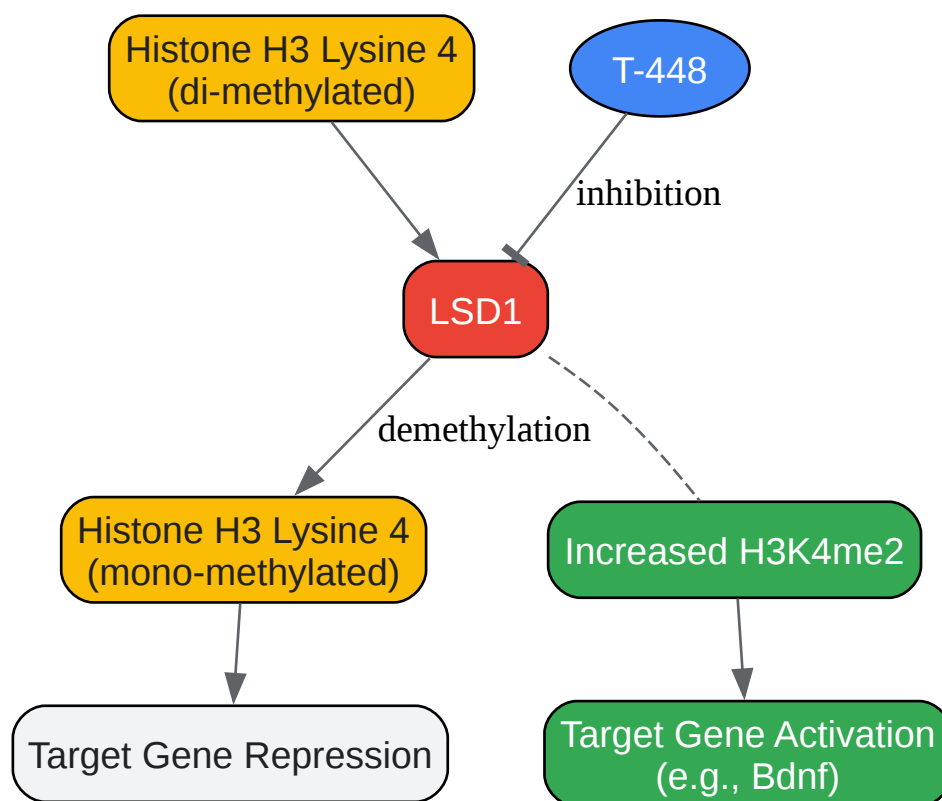 Histone H3 Lysine 4
(di-methylated)
T-448
inhibition
LSD1
demethylation
Histone H3 Lysine 4
(mono-methylated)
Increased H3K4me2
Target Gene Repression
Target Gene Activation
(e.g., Bdnf)